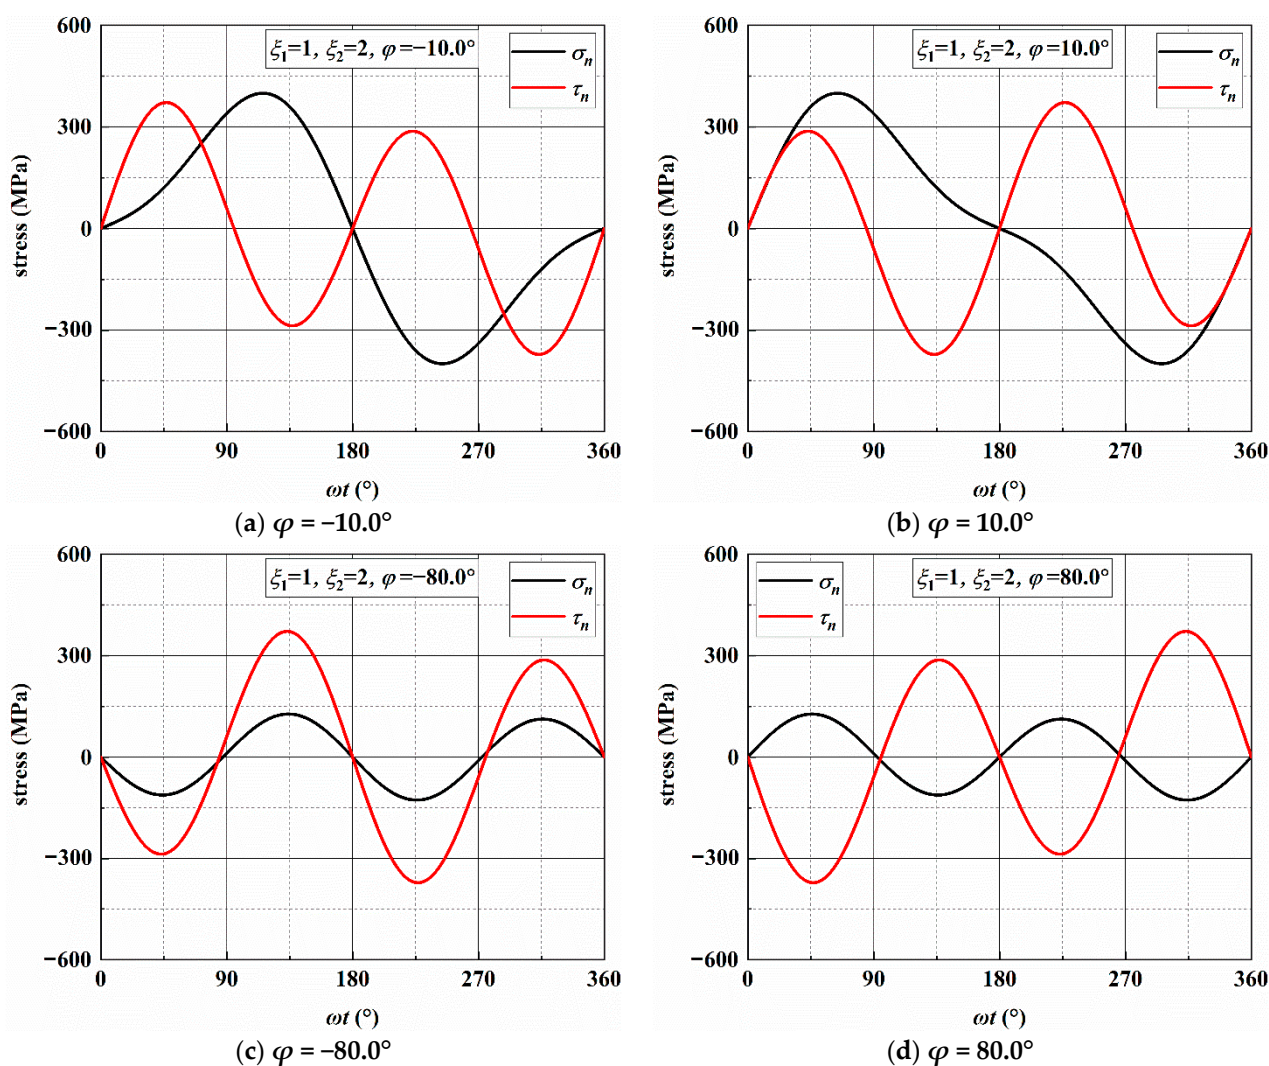 600
300
0
−300
−600
stress (MPa)
ξ1=1, ξ2=2, φ=−10.0°
σn
τn
0 90 180 270 360
ωt (°)
(a) φ = −10.0°
600
300
0
−300
−600
stress (MPa)
ξ1=1, ξ2=2, φ=10.0°
σn
τn
0 90 180 270 360
ωt (°)
(b) φ = 10.0°
600
300
0
−300
−600
stress (MPa)
ξ1=1, ξ2=2, φ=−80.0°
σn
τn
0 90 180 270 360
ωt (°)
(c) φ = −80.0°
600
300
0
−300
−600
stress (MPa)
σn
τn
ξ1=1, ξ2=2, φ=80.0°
0 90 180 270 360
ωt (°)
(d) φ = 80.0°